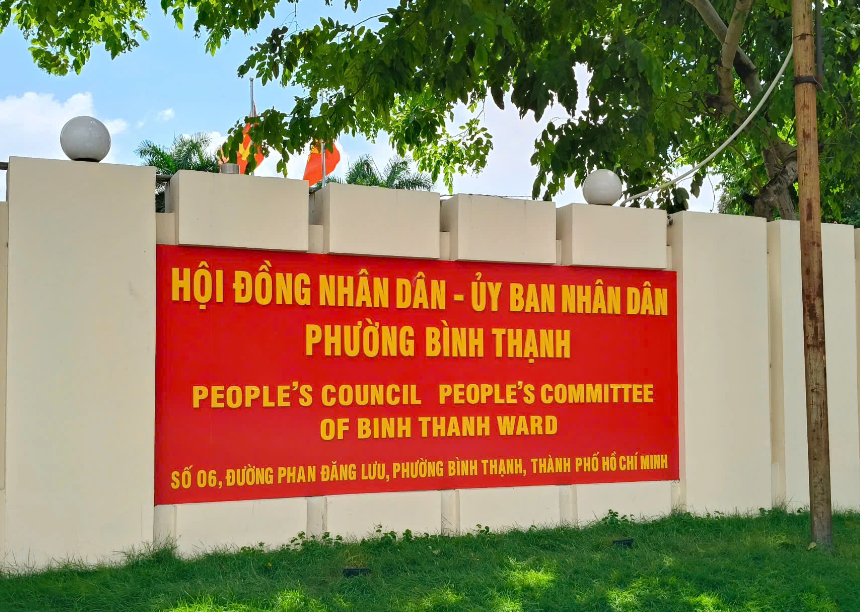 HỘI ĐỒNG NHÂN DÂN - ỦY BAN NHÂN DÂN
PHƯỜNG BÌNH THẠNH
PEOPLE'S COUNCIL PEOPLE'S COMMITTEE
OF BINH THANH WARD
SỐ 06, ĐƯỜNG PHAN ĐĂNG LƯU, PHƯỜNG BÌNH THẠNH, THÀNH PHỐ HỒ CHÍ MINH